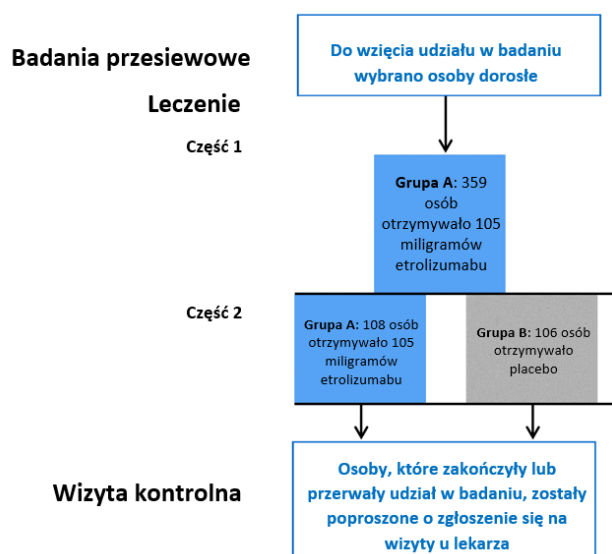 Badania przesiewowe
Do wzięcia udziału w badaniu
wybrano osoby dorosłe
Leczenie
Część 1
Grupa A: 359
osób
otrzymywało 105
miligramów
etrolizumabu
Część 2
Grupa A: 108 osób
otrzymywało 105
miligramów
etrolizumabu
Grupa B: 106 osób
otrzymywało
placebo
Wizyta kontrolna
Osoby, które zakończyły lub
przerwały udział w badaniu, zostały
poproszone o zgłoszenie się na
wizyty u lekarza